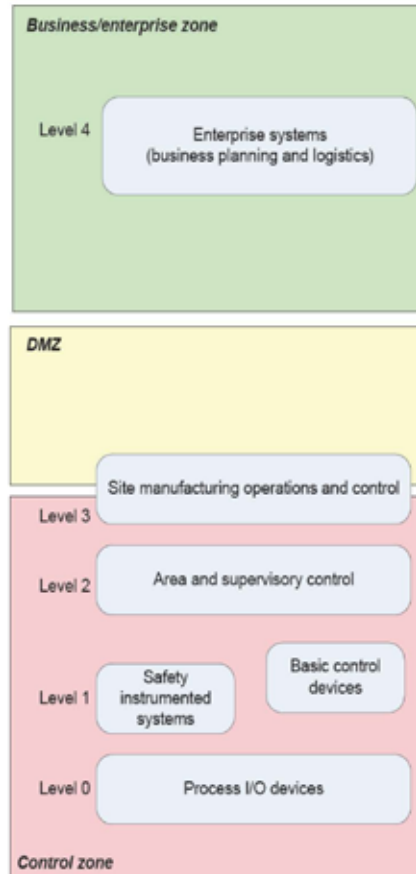 Business/enterprise zone
Level 4
Enterprise systems
(business planning and logistics)
DMZ
Site manufacturing operations and control
Level 3
Level 2
Area and supervisory control
Basic control
devices
Level 1
Safety
instrumented
systems
Level 0
Process I/O devices
Control zone